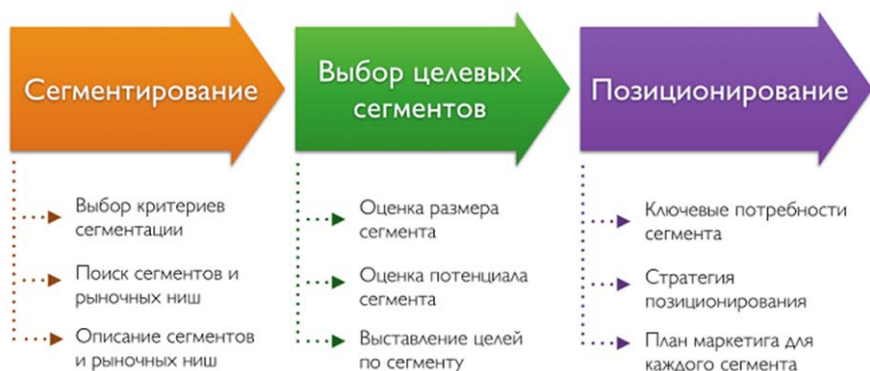 Сегментирование
Выбор критериев
сегментации
Поиск сегментов и
рыночных ниш
Описание сегментов
и рыночных ниш
Выбор целевых
сегментов
Оценка размера
сегмента
Оценка потенциала
сегмента
Выставление целей
по сегменту
Позиционирование
Ключевые потребности
сегмента
Стратегия
позиционирования
План маркетига для
каждого сегмента